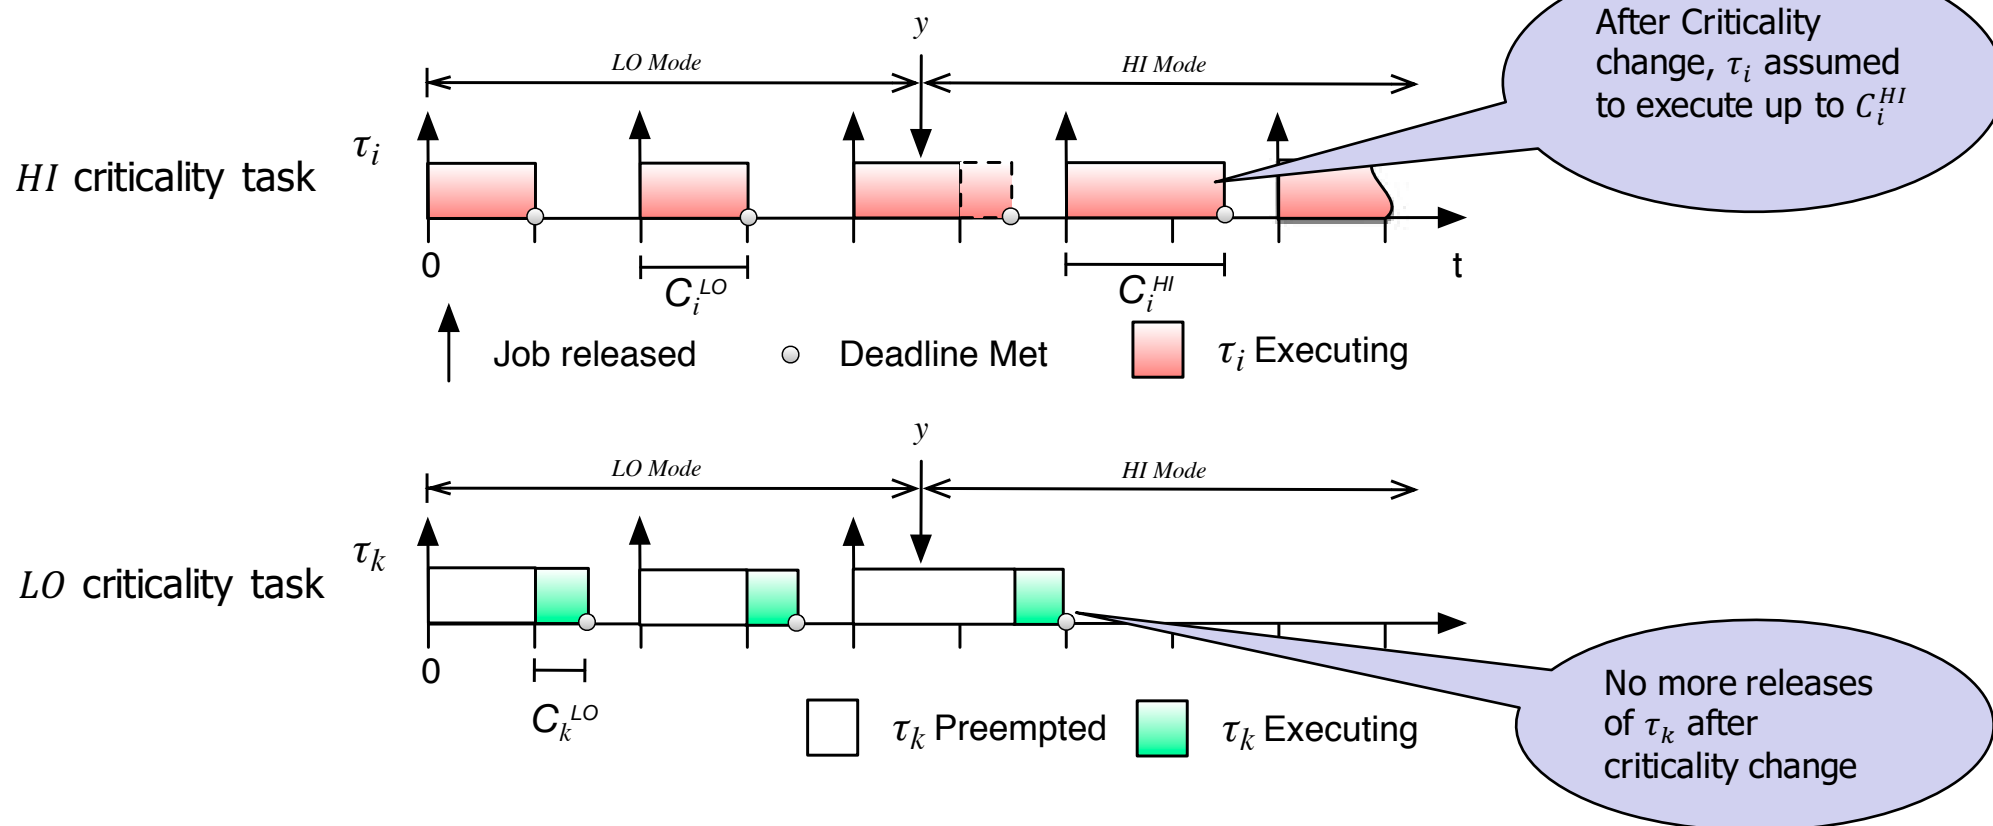 y
After Criticality
change, τᵢ assumed
to execute up to Cᵢᴴᴵ
LO Mode
HI Mode
τᵢ
HI criticality task
0
Cᵢᴸᴼ
Cᵢᴴᴵ
t
Job released
Deadline Met
τᵢ Executing
y
LO Mode
HI Mode
τₖ
LO criticality task
0
Cₖᴸᴼ
τₖ Preempted
τₖ Executing
No more releases
of τₖ after
criticality change